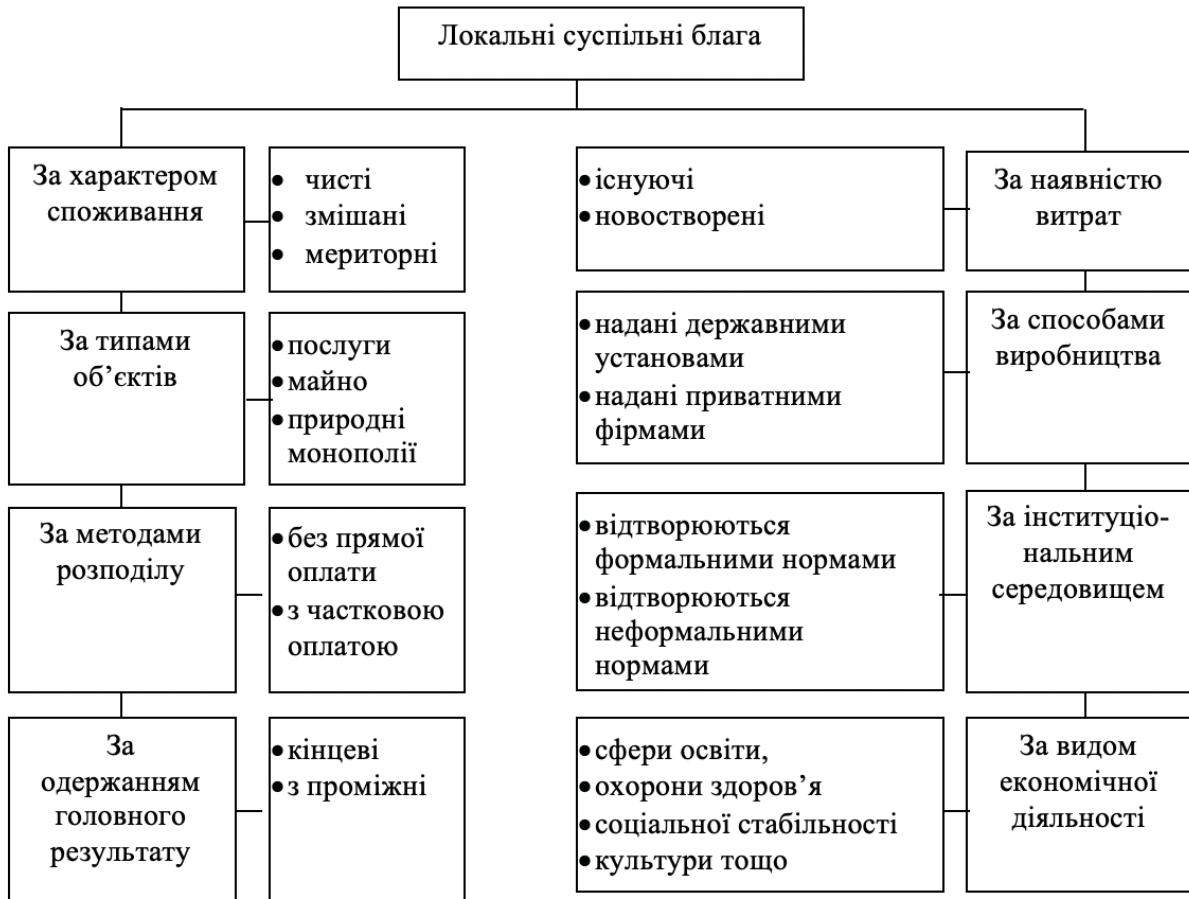 Локальні суспільні блага
За характером
споживання
• чисті
• змішані
• мериторні
• існуючі
• новостворені
За наявністю
витрат
За типами
об’єктів
• послуги
• майно
• природні
монополії
• надані державними
установами
• надані приватними
фірмами
За способами
виробництва
За методами
розподілу
• без прямої
оплати
• з частковою
оплатою
• відтворюються
формальними нормами
• відтворюються
неформальними
нормами
За інституціо-
нальним
середовищем
За
одержанням
головного
результату
• кінцеві
• з проміжні
• сфери освіти,
• охорони здоров’я
• соціальної стабільності
• культури тощо
За видом
економічної
діяльності